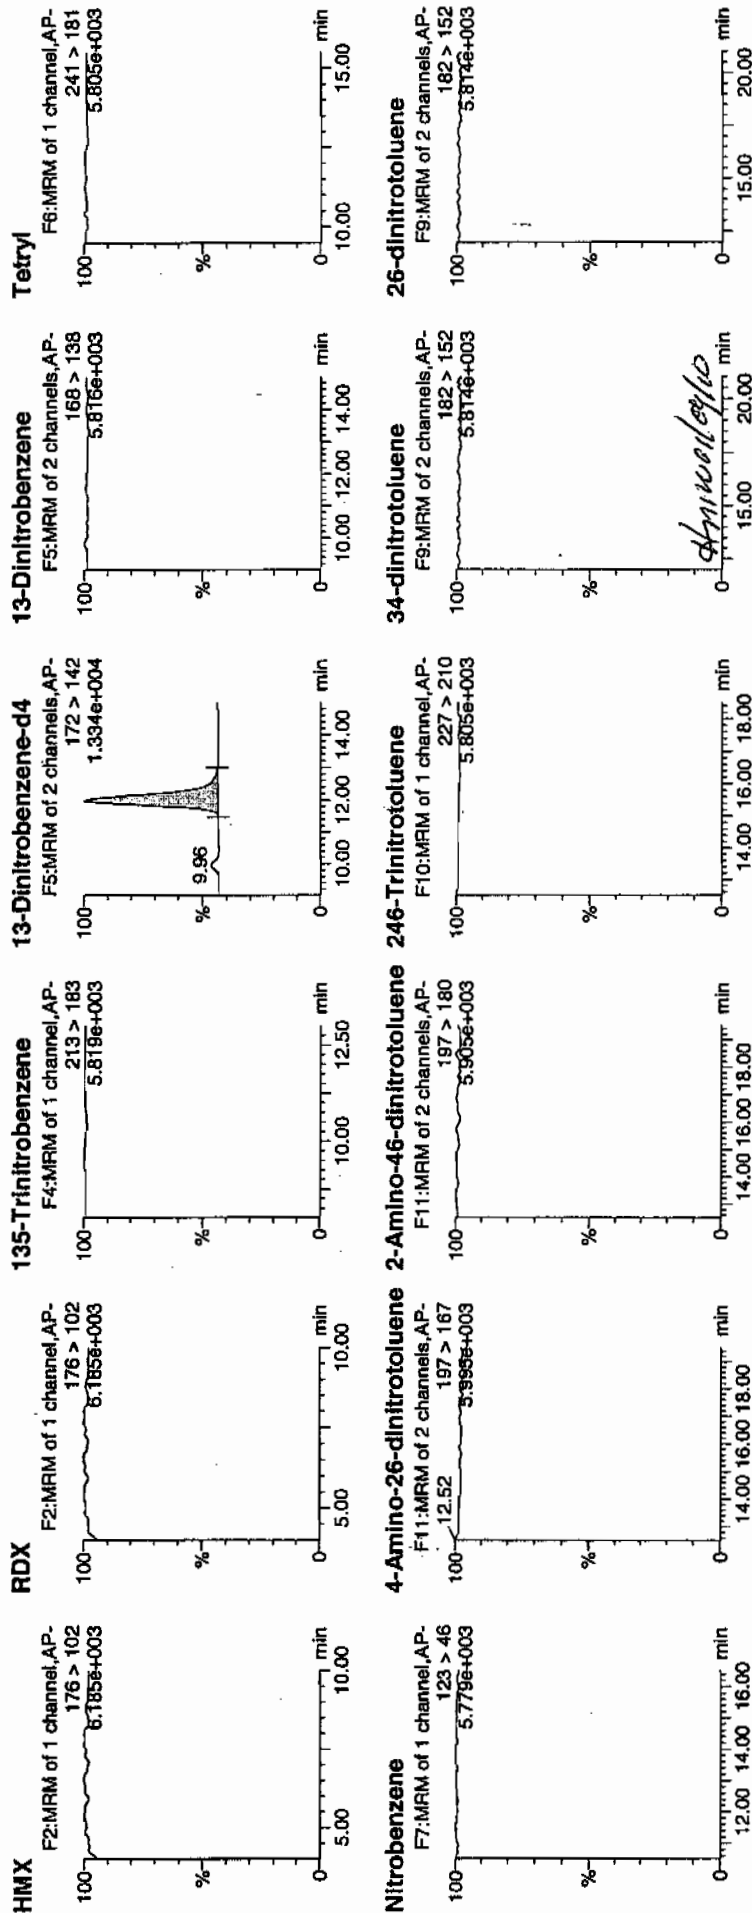 HMX
F2:MRM of 1 channel,AP-
176 > 102
6.185e+003
100
%
0
5.00
10.00
min
RDX
F2:MRM of 1 channel,AP-
176 > 102
6.185e+003
100
%
0
5.00
10.00
min
135-Trinitrobenzene
F4:MRM of 1 channel,AP-
213 > 183
5.819e+003
100
%
0
10.00
12.50
min
13-Dinitrobenzene-d4
F5:MRM of 2 channels,AP-
172 > 142
1.334e+004
100
%
9.96
0
10.00
12.00
14.00
min
13-Dinitrobenzene
F5:MRM of 2 channels,AP-
168 > 138
5.816e+003
100
%
0
10.00
12.00
14.00
min
Tetryl
F6:MRM of 1 channel,AP-
241 > 181
5.805e+003
100
%
0
10.00
15.00
min
Nitrobenzene
F7:MRM of 1 channel,AP-
123 > 46
5.779e+003
100
%
0
12.00
14.00
16.00
min
4-Amino-26-dinitrotoluene
F11:MRM of 2 channels,AP-
12.52
197 > 167
5.995e+003
100
%
0
14.00
16.00
18.00
min
2-Amino-46-dinitrotoluene
F11:MRM of 2 channels,AP-
197 > 180
5.905e+003
100
%
0
14.00
16.00
18.00
min
246-Trinitrotoluene
F10:MRM of 1 channel,AP-
227 > 210
5.805e+003
100
%
0
14.00
16.00
18.00
min
34-dinitrotoluene
F9:MRM of 2 channels,AP-
182 > 152
5.814e+003
100
%
0
15.00
20.00
min
26-dinitrotoluene
F9:MRM of 2 channels,AP-
182 > 152
5.814e+003
100
%
0
15.00
20.00
min